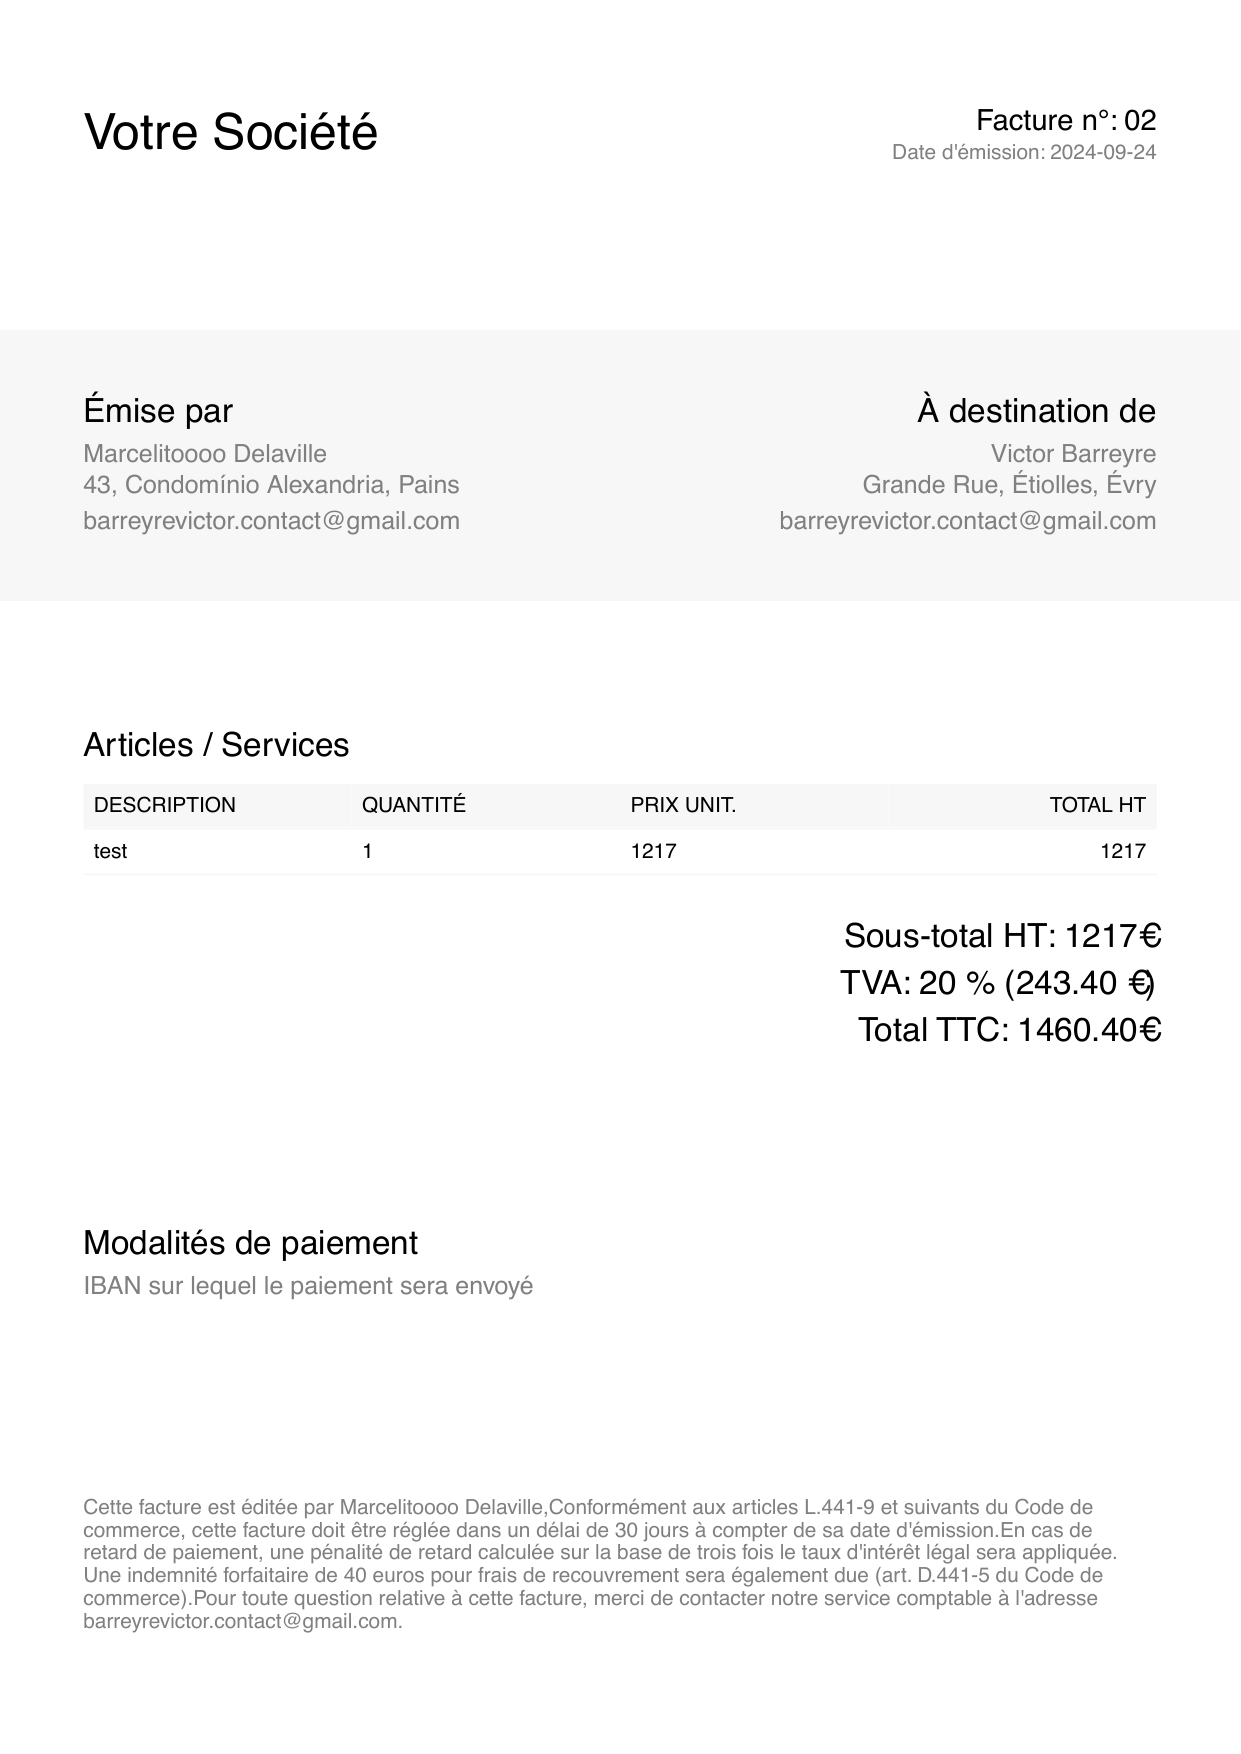 Votre Société
Facture n°: 02
Date d'émission: 2024-09-24
Émise par
Marcelitoooo Delaville
43, Condomínio Alexandria, Pains
barreyrevictor.contact@gmail.com
À destination de
Victor Barreyre
Grande Rue, Étiolles, Évry
barreyrevictor.contact@gmail.com
Articles / Services
DESCRIPTION QUANTITÉ PRIX UNIT. TOTAL HT
test 1 1217 1217
Sous-total HT: 1217€
TVA: 20 % (243.40 €)
Total TTC: 1460.40€
Modalités de paiement
IBAN sur lequel le paiement sera envoyé
Cette facture est éditée par Marcelitoooo Delaville,Conformément aux articles L.441-9 et suivants du Code de
commerce, cette facture doit être réglée dans un délai de 30 jours à compter de sa date d'émission.En cas de
retard de paiement, une pénalité de retard calculée sur la base de trois fois le taux d'intérêt légal sera appliquée.
Une indemnité forfaitaire de 40 euros pour frais de recouvrement sera également due (art. D.441-5 du Code de
commerce).Pour toute question relative à cette facture, merci de contacter notre service comptable à l'adresse
barreyrevictor.contact@gmail.com.